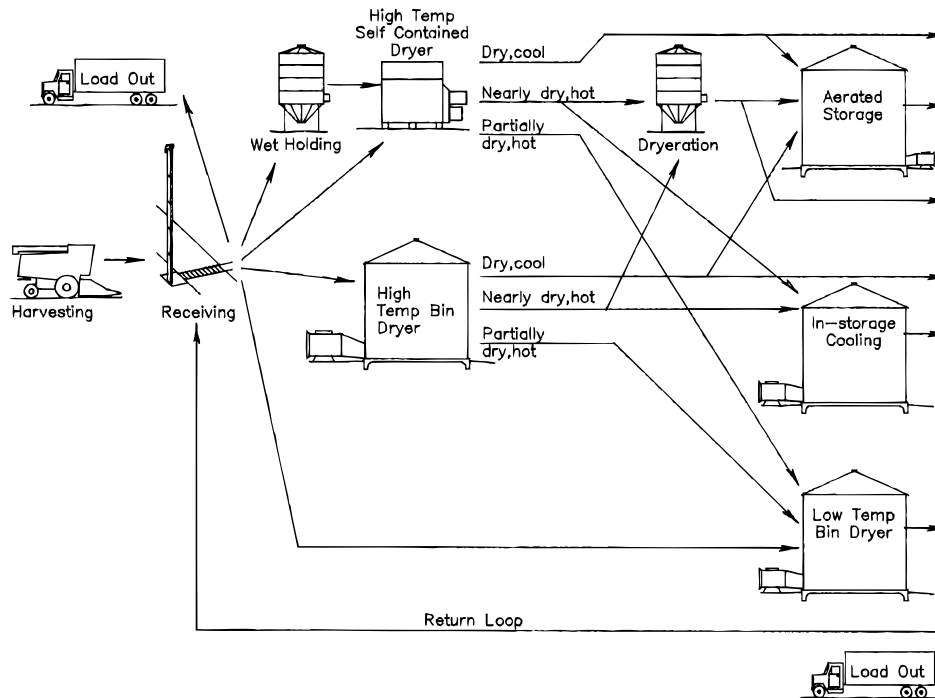 High Temp
Self Contained
Dryer
Load Out
Wet Holding
Dry,cool
Nearly dry,hot
Partially
dry,hot
Dryeration
Aerated
Storage
Harvesting
Receiving
High
Temp Bin
Dryer
Dry,cool
Nearly dry,hot
Partially
dry,hot
In-storage
Cooling
Low Temp
Bin Dryer
Return Loop
Load Out